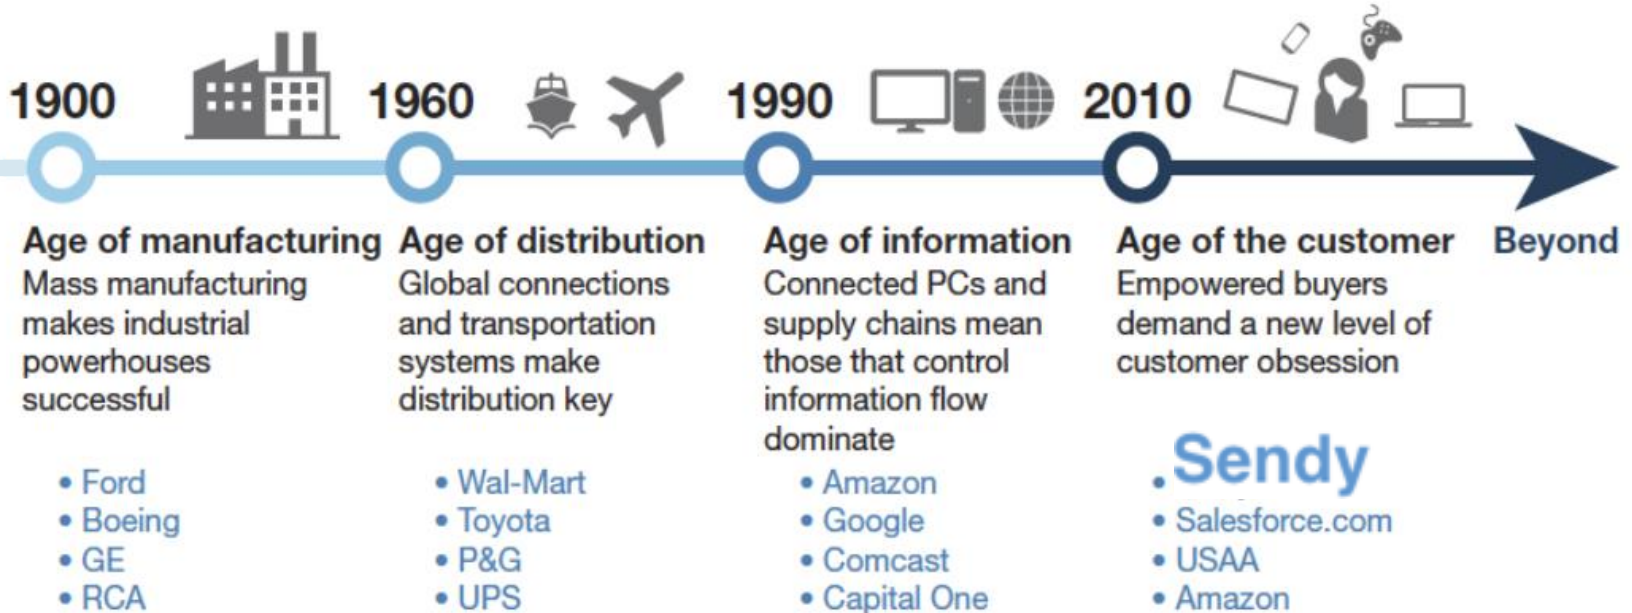 1900
1960
1990
2010
Age of manufacturing
Mass manufacturing
makes industrial
powerhouses
successful
• Ford
• Boeing
• GE
• RCA
Age of distribution
Global connections
and transportation
systems make
distribution key
• Wal-Mart
• Toyota
• P&G
• UPS
Age of information
Connected PCs and
supply chains mean
those that control
information flow
dominate
• Amazon
• Google
• Comcast
• Capital One
Age of the customer
Empowered buyers
demand a new level of
customer obsession
• Sendy
• Salesforce.com
• USAA
• Amazon
Beyond